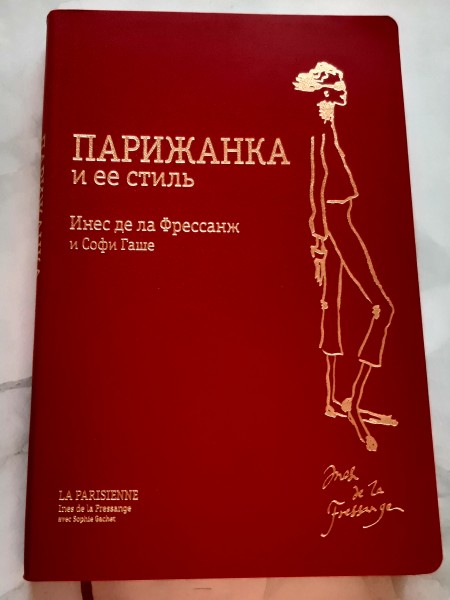 ПАРИЖАНКА
и ее стиль
Инес де ла Фрессанж
и Софи Гаше
LA PARISIENNE
Ines de la Fressange
avec Sophie Gachet
Ines
de la
Fressange
ПАРИЖАНКА